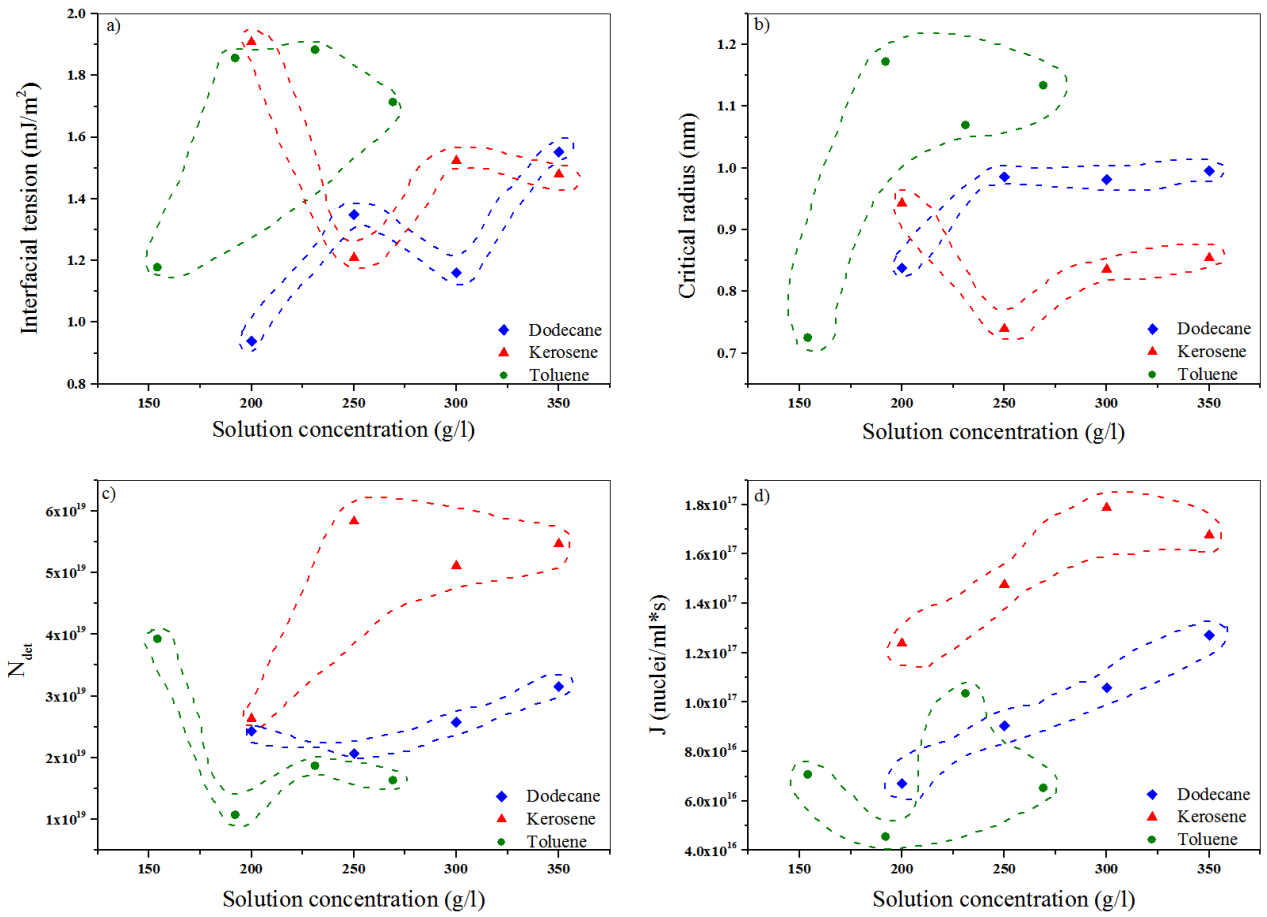 a)
Interfacial tension (mJ/m²)
2.0
1.8
1.6
1.4
1.2
1.0
0.8
Dodecane
Kerosene
Toluene
150 200 250 300 350
Solution concentration (g/l)
b)
Critical radius (nm)
1.2
1.1
1.0
0.9
0.8
0.7
Dodecane
Kerosene
Toluene
150 200 250 300 350
Solution concentration (g/l)
c)
N_det
6x10¹⁹
5x10¹⁹
4x10¹⁹
3x10¹⁹
2x10¹⁹
1x10¹⁹
Dodecane
Kerosene
Toluene
150 200 250 300 350
Solution concentration (g/l)
d)
J (nuclei/ml*s)
1.8x10¹⁷
1.6x10¹⁷
1.4x10¹⁷
1.2x10¹⁷
1.0x10¹⁷
8.0x10¹⁶
6.0x10¹⁶
4.0x10¹⁶
Dodecane
Kerosene
Toluene
150 200 250 300 350
Solution concentration (g/l)